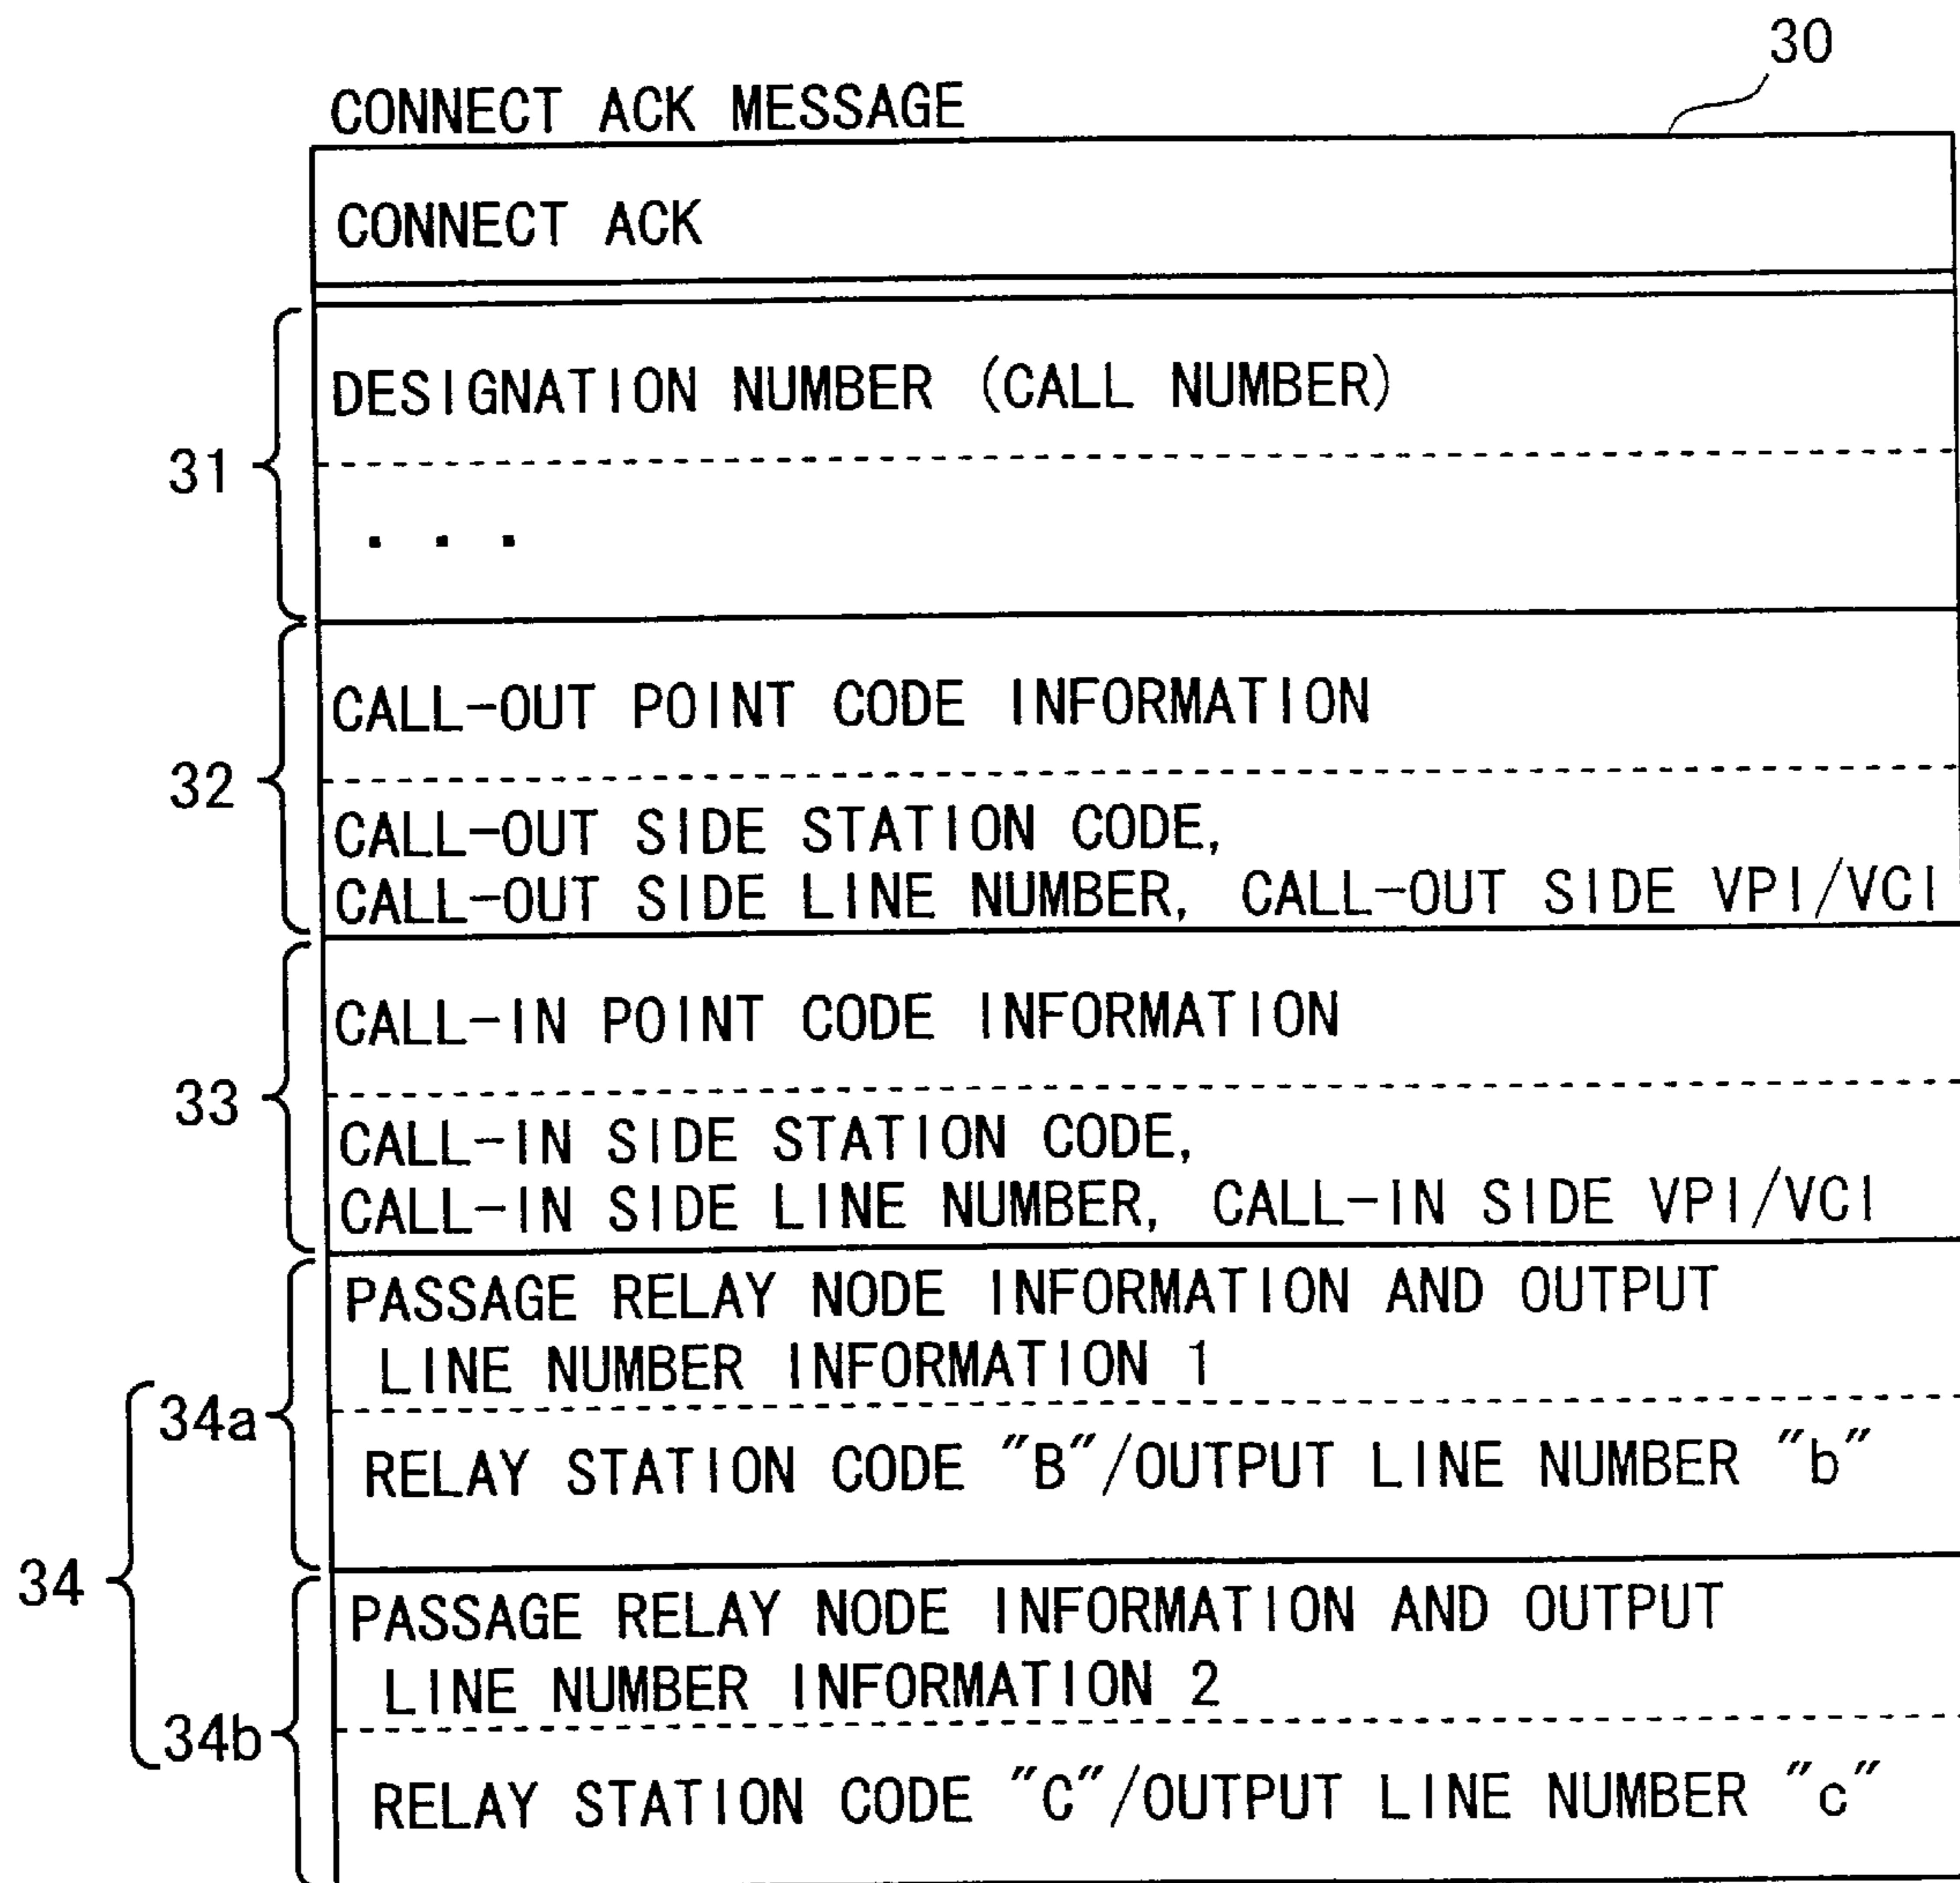 30
CONNECT ACK MESSAGE
CONNECT ACK
31
DESIGNATION NUMBER (CALL NUMBER)
. . .
32
CALL-OUT POINT CODE INFORMATION
CALL-OUT SIDE STATION CODE,
CALL-OUT SIDE LINE NUMBER, CALL-OUT SIDE VPI/VCI
33
CALL-IN POINT CODE INFORMATION
CALL-IN SIDE STATION CODE,
CALL-IN SIDE LINE NUMBER, CALL-IN SIDE VPI/VCI
34
34a
PASSAGE RELAY NODE INFORMATION AND OUTPUT
LINE NUMBER INFORMATION 1
RELAY STATION CODE "B"/OUTPUT LINE NUMBER "b"
34b
PASSAGE RELAY NODE INFORMATION AND OUTPUT
LINE NUMBER INFORMATION 2
RELAY STATION CODE "C"/OUTPUT LINE NUMBER "c"